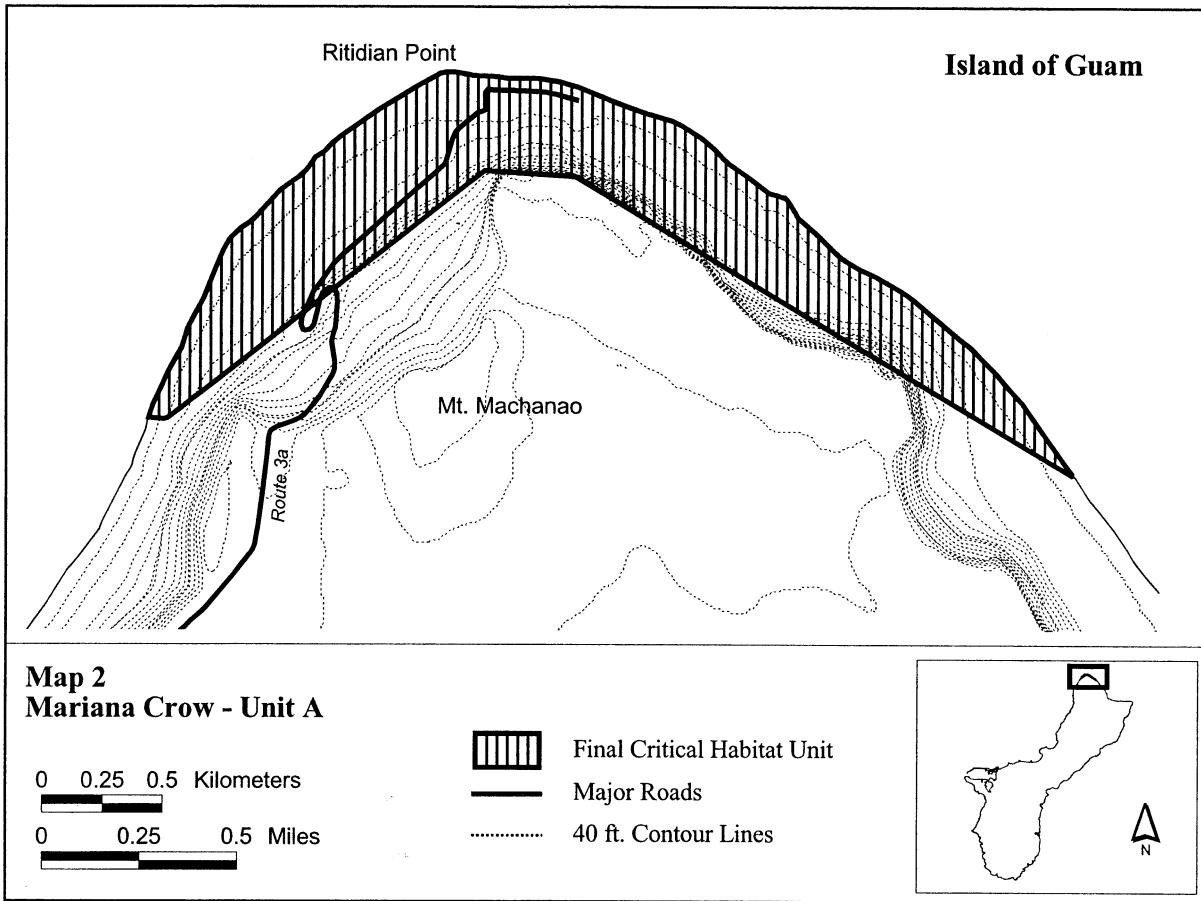 Ritidian Point
Island of Guam
Mt. Machanao
Route 3a
Map 2
Mariana Crow - Unit A
0 0.25 0.5 Kilometers
0 0.25 0.5 Miles
Final Critical Habitat Unit
Major Roads
40 ft. Contour Lines
N